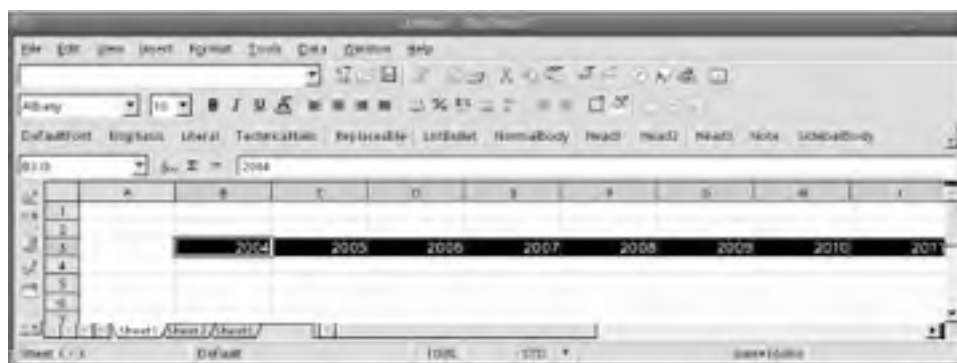 File Edit View Insert Format Tools Data Window Help
Albany 10 B I U A
DefaultFont Emphasis Literal TechnicalItalic Replaceable ListBullet NormalBody Head1 Head2 Head3 Note SidebarBody
= 2004
A B C D E F G H I
1
2
3 2004 2005 2006 2007 2008 2009 2010 2011
4
5
6
7
Sheet1 Sheet2 Sheet3
Default 100% STD *